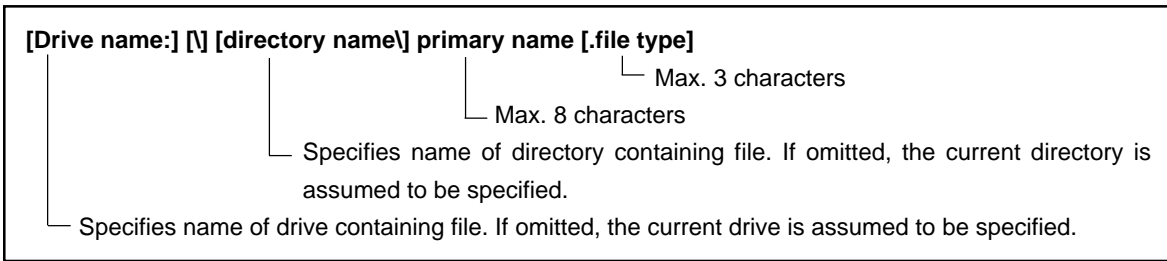 [Drive name:] [\] [directory name\] primary name [.file type]
Max. 3 characters
Max. 8 characters
Specifies name of directory containing file. If omitted, the current directory is
assumed to be specified.
Specifies name of drive containing file. If omitted, the current drive is assumed to be specified.